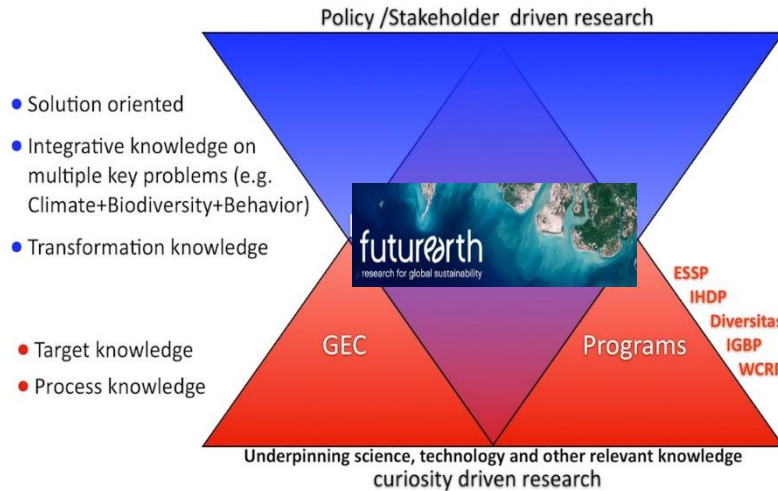 Policy /Stakeholder driven research
• Solution oriented
• Integrative knowledge on
multiple key problems (e.g.
Climate+Biodiversity+Behavior)
• Transformation knowledge
futurearth
research for global sustainability
• Target knowledge
• Process knowledge
GEC
Programs
ESSP
IHDP
Diversitas
IGBP
WCRP
Underpinning science, technology and other relevant knowledge
curiosity driven research